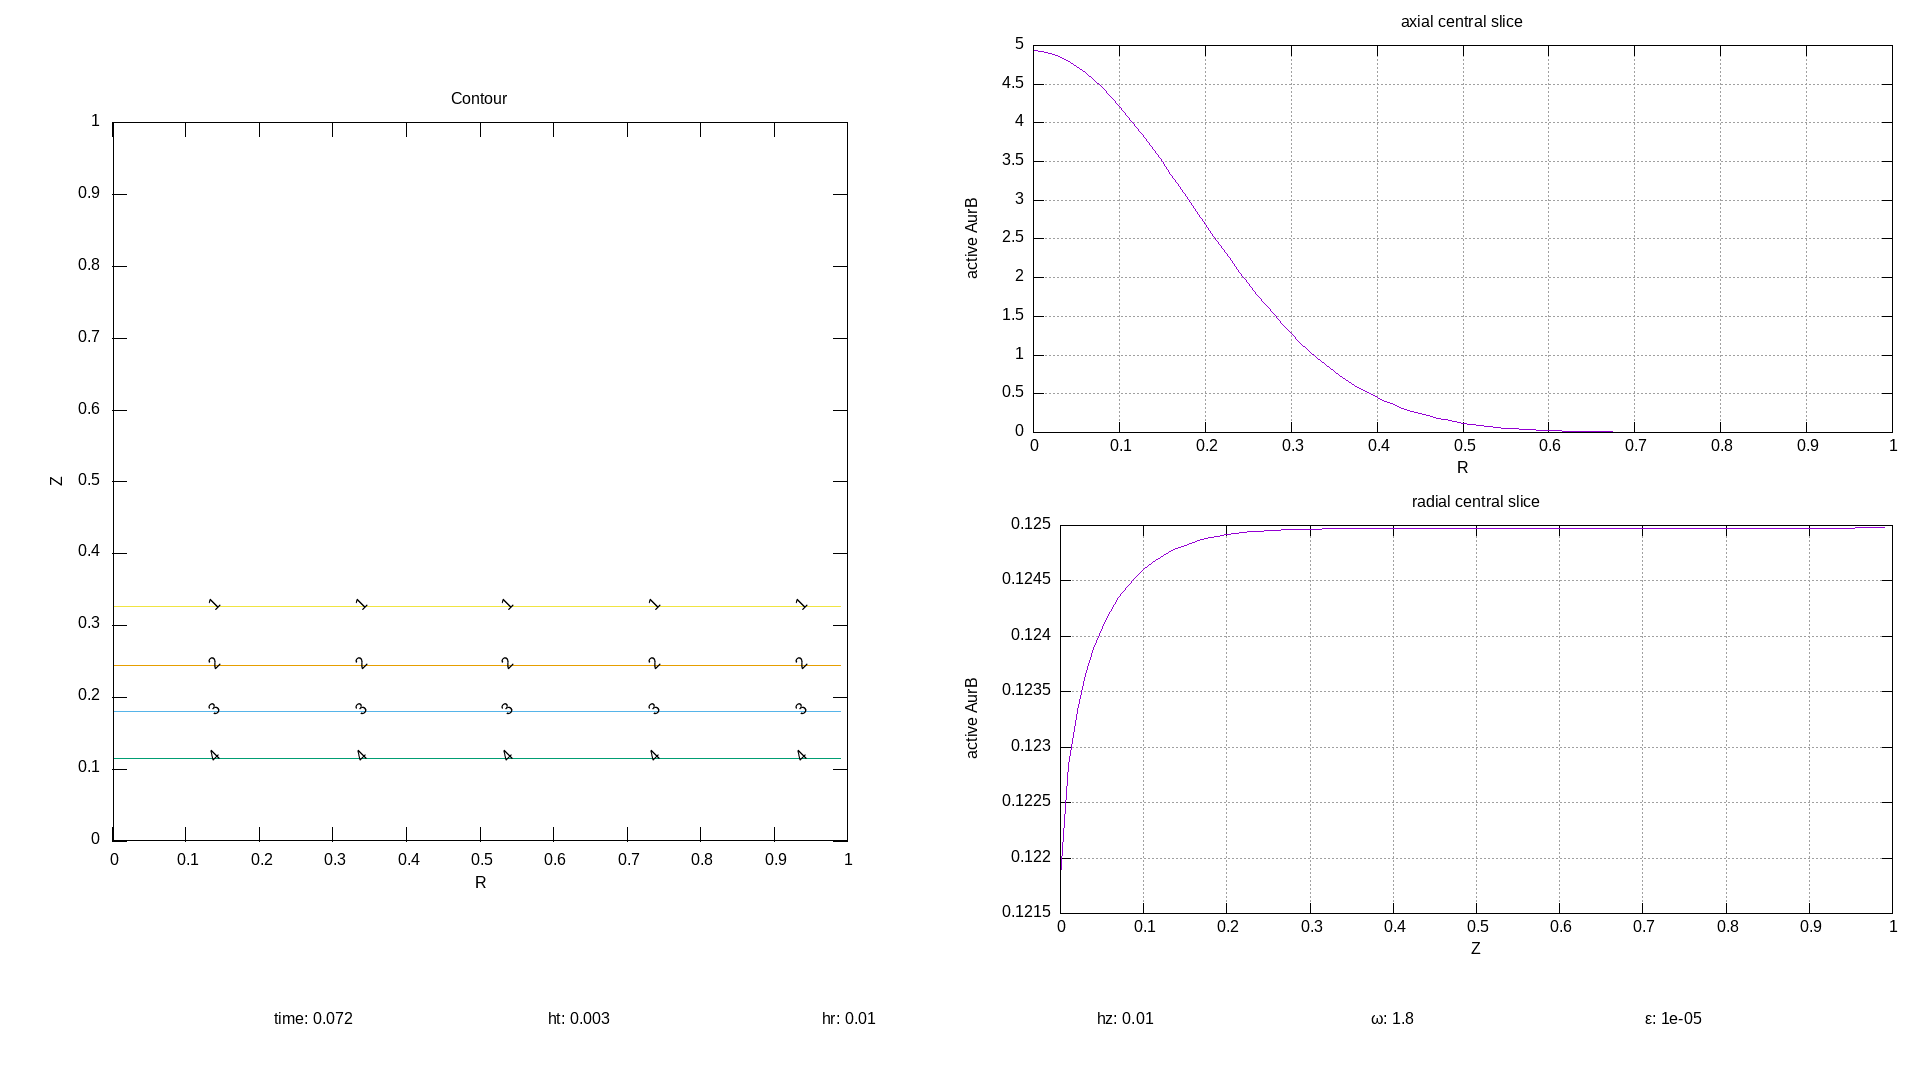 Contour
1
0.9
0.8
0.7
0.6
0.5
0.4
0.3
0.2
0.1
0
Z
1 1 1 1 1
2 2 2 2 2
3 3 3 3 3
4 4 4 4 4
0 0.1 0.2 0.3 0.4 0.5 0.6 0.7 0.8 0.9 1
R
axial central slice
5
4.5
4
3.5
3
2.5
2
1.5
1
0.5
0
active AurB
0 0.1 0.2 0.3 0.4 0.5 0.6 0.7 0.8 0.9 1
R
radial central slice
0.125
0.1245
0.124
0.1235
0.123
0.1225
0.122
0.1215
active AurB
0 0.1 0.2 0.3 0.4 0.5 0.6 0.7 0.8 0.9 1
Z
time: 0.072 ht: 0.003 hr: 0.01 hz: 0.01 ω: 1.8 ε: 1e-05